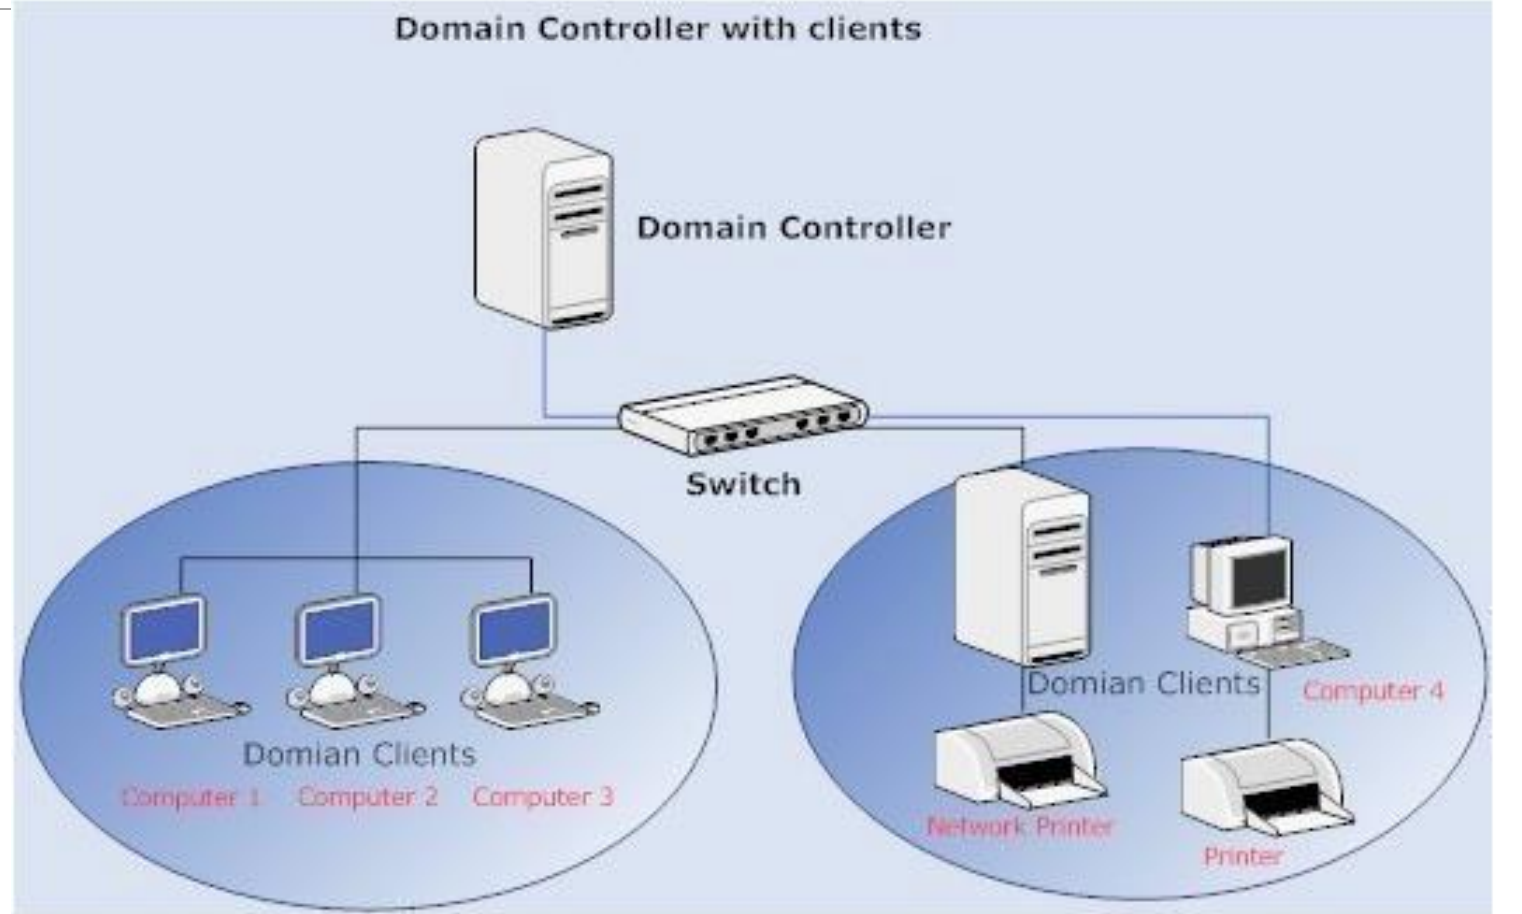 Domain Controller with clients
Domain Controller
Switch
Domian Clients
Computer 1 Computer 2 Computer 3
Domian Clients
Computer 4
Network Printer
Printer